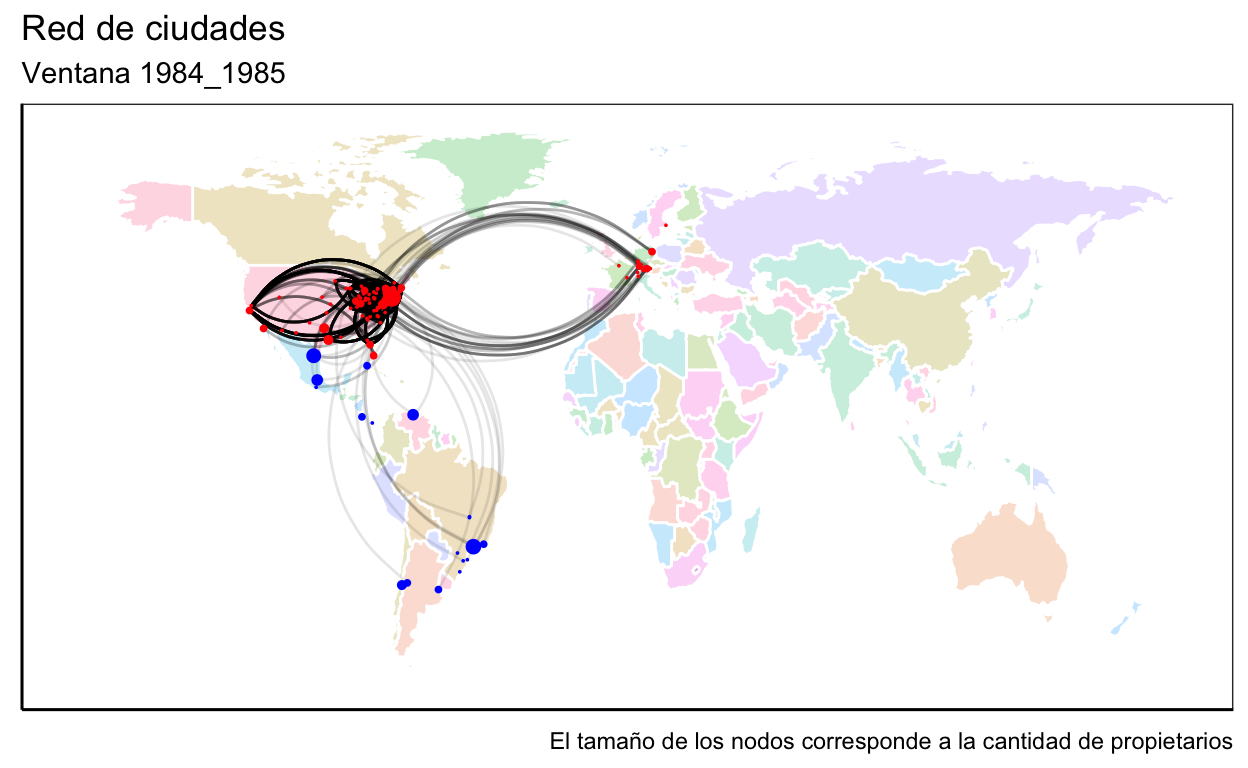 Red de ciudades
Ventana 1984_1985
El tamaño de los nodos corresponde a la cantidad de propietarios